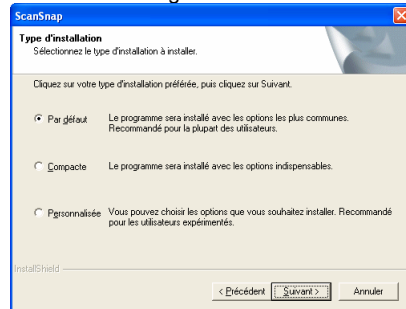 ScanSnap
Type d'installation
Sélectionnez le type d'installation à installer.
Cliquez sur votre type d'installation préférée, puis cliquez sur Suivant.
Par défaut
Le programme sera installé avec les options les plus communes.
Recommandé pour la plupart des utilisateurs.
Compacte
Le programme sera installé avec les options indispensables.
Personnalisée
Vous pouvez choisir les options que vous souhaitez installer. Recommandé
pour les utilisateurs expérimentés.
InstallShield
< Précédent
Suivant >
Annuler